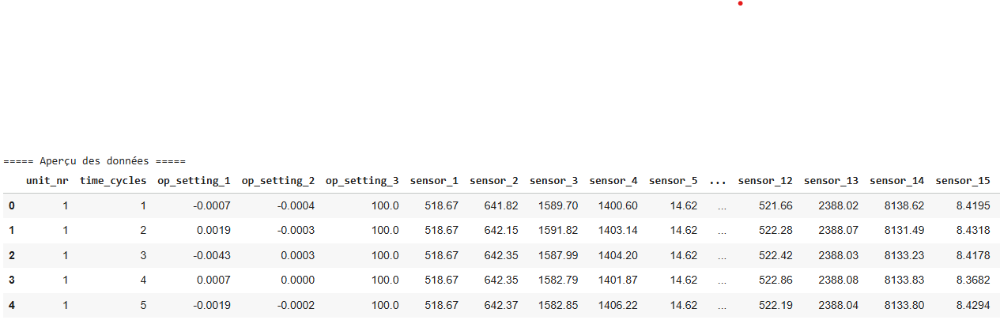 ===== Aperçu des données =====
unit_nr time_cycles op_setting_1 op_setting_2 op_setting_3 sensor_1 sensor_2 sensor_3 sensor_4 sensor_5 ... sensor_12 sensor_13 sensor_14 sensor_15
0 1 1 -0.0007 -0.0004 100.0 518.67 641.82 1589.70 1400.60 14.62 ... 521.66 2388.02 8138.62 8.4195
1 1 2 0.0019 -0.0003 100.0 518.67 642.15 1591.82 1403.14 14.62 ... 522.28 2388.07 8131.49 8.4318
2 1 3 -0.0043 0.0003 100.0 518.67 642.35 1587.99 1404.20 14.62 ... 522.42 2388.03 8133.23 8.4178
3 1 4 0.0007 0.0000 100.0 518.67 642.35 1582.79 1401.87 14.62 ... 522.86 2388.08 8133.83 8.3682
4 1 5 -0.0019 -0.0002 100.0 518.67 642.37 1582.85 1406.22 14.62 ... 522.19 2388.04 8133.80 8.4294